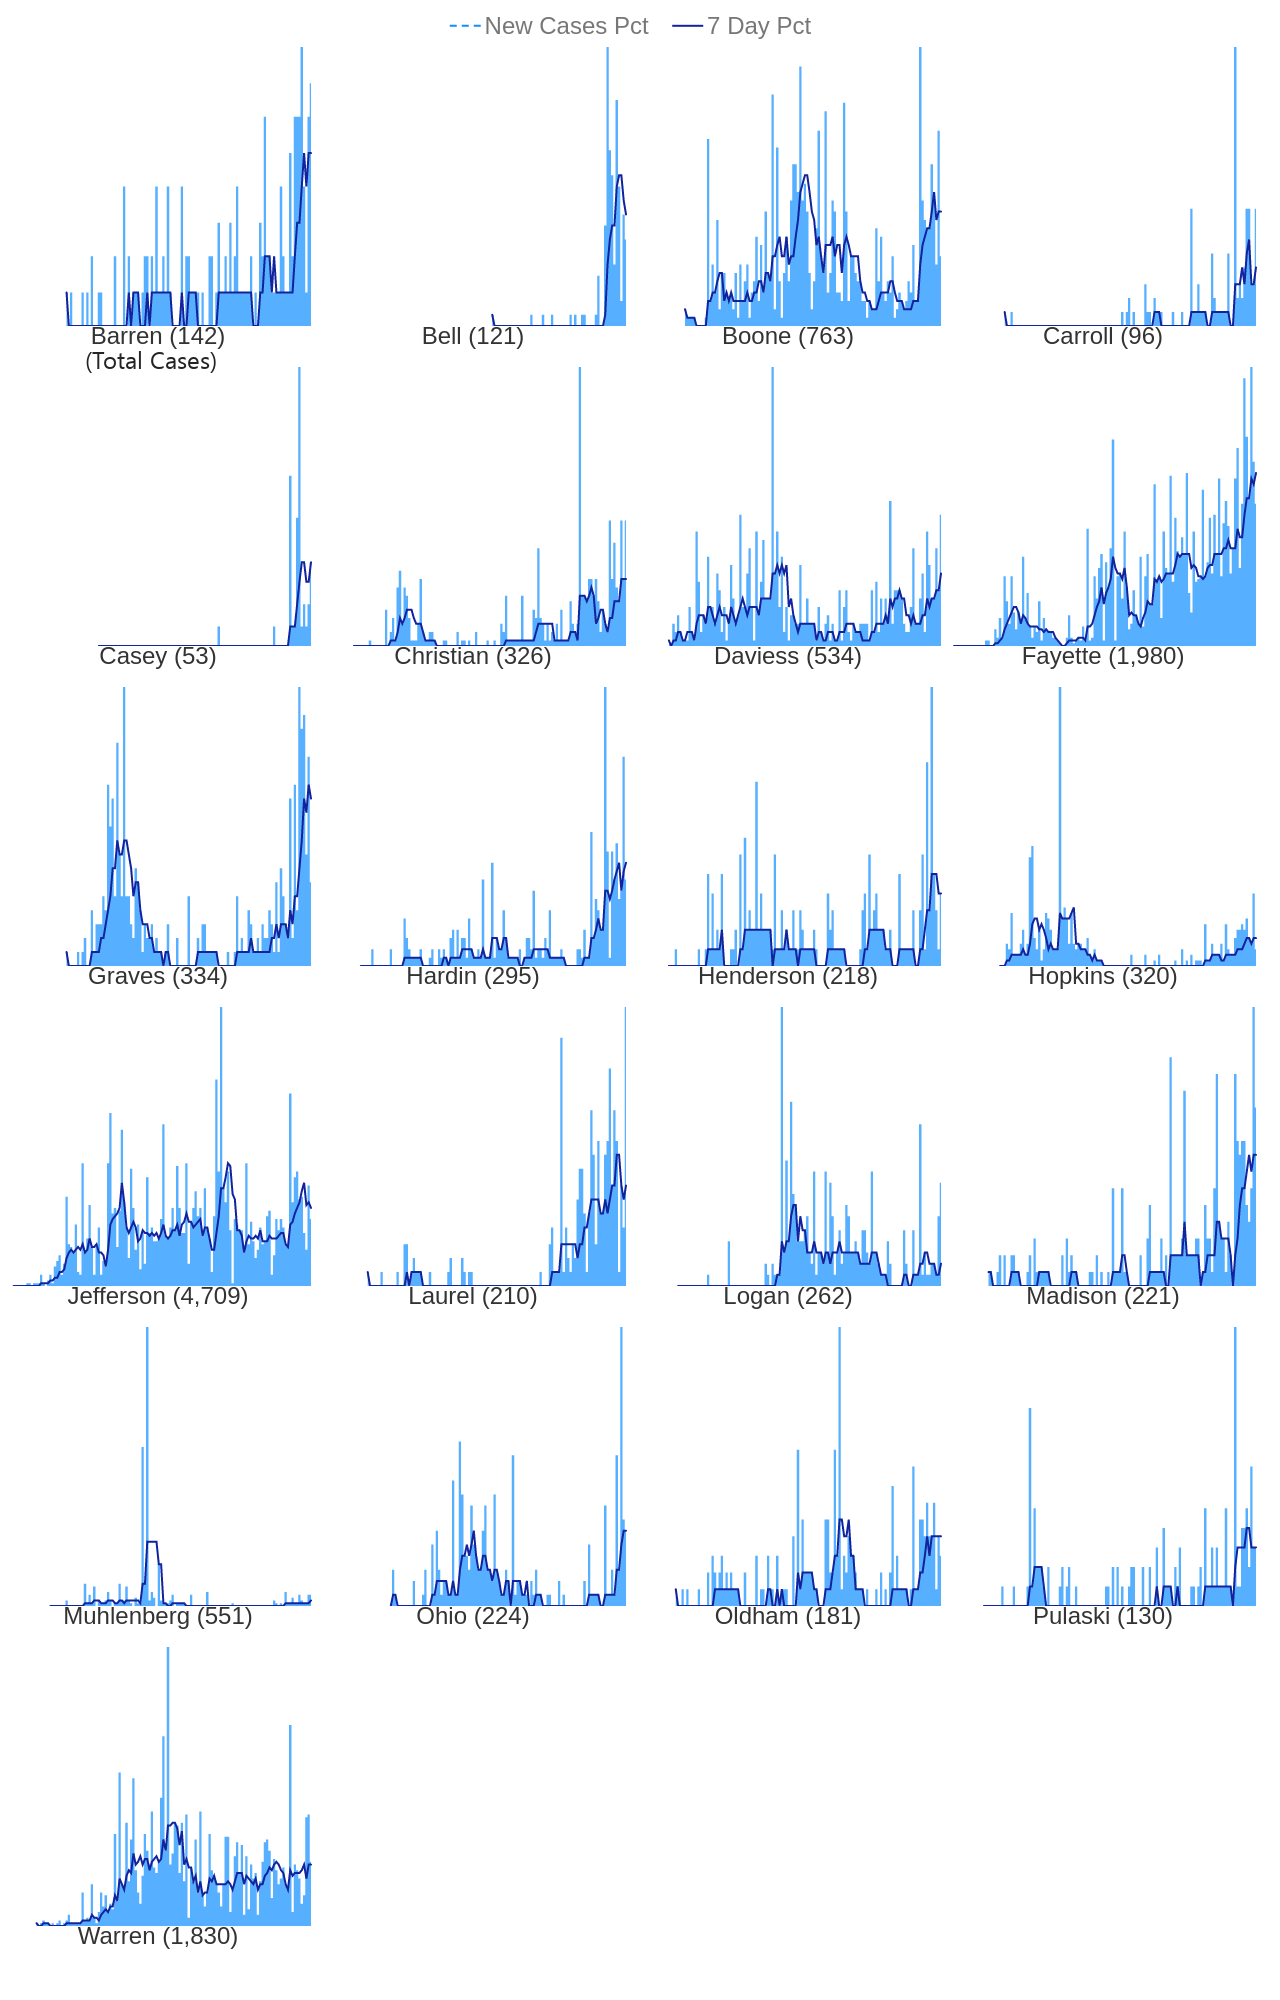 New Cases Pct 7 Day Pct
Barren (142) Bell (121) Boone (763) Carroll (96)
(Total Cases)
Casey (53) Christian (326) Daviess (534) Fayette (1,980)
Graves (334) Hardin (295) Henderson (218) Hopkins (320)
Jefferson (4,709) Laurel (210) Logan (262) Madison (221)
Muhlenberg (551) Ohio (224) Oldham (181) Pulaski (130)
Warren (1,830)